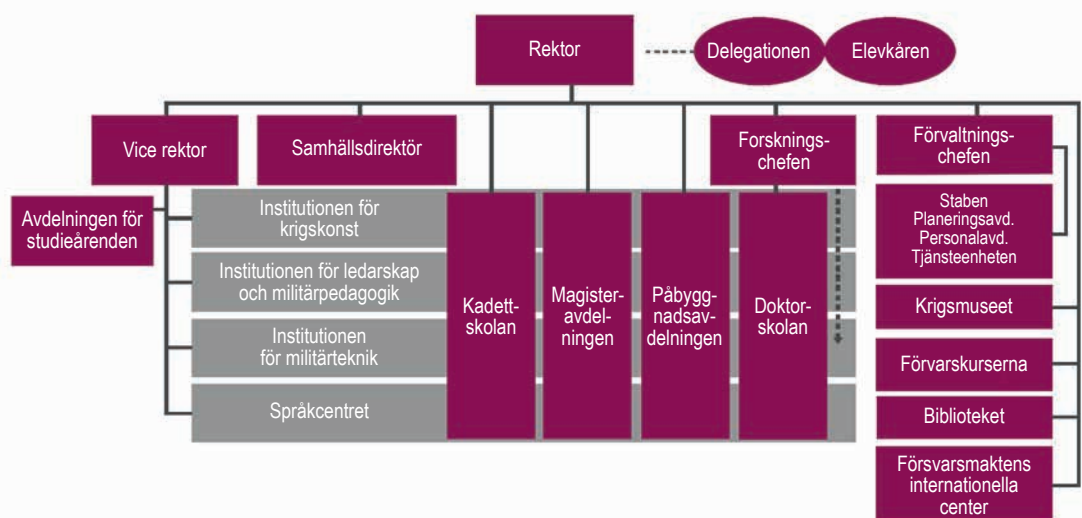 Rektor
Delegationen
Elevkåren
Vice rektor
Samhällsdirektör
Forsknings-
chefen
Förvaltnings-
chefen
Avdelningen för
studieårenden
Institutionen för
krigskonst
Institutionen för ledarskap
och militärpedagogik
Institutionen
för militärteknik
Språkcentret
Kadett-
skolan
Magister-
avdel-
ningen
Påbygg-
nadsav-
delningen
Doktor-
skolan
Staben
Planeringsavd.
Personalavd.
Tjänsteenheten
Krigsmuseet
Förvarskurserna
Biblioteket
Försvarsmaktens
internationella
center